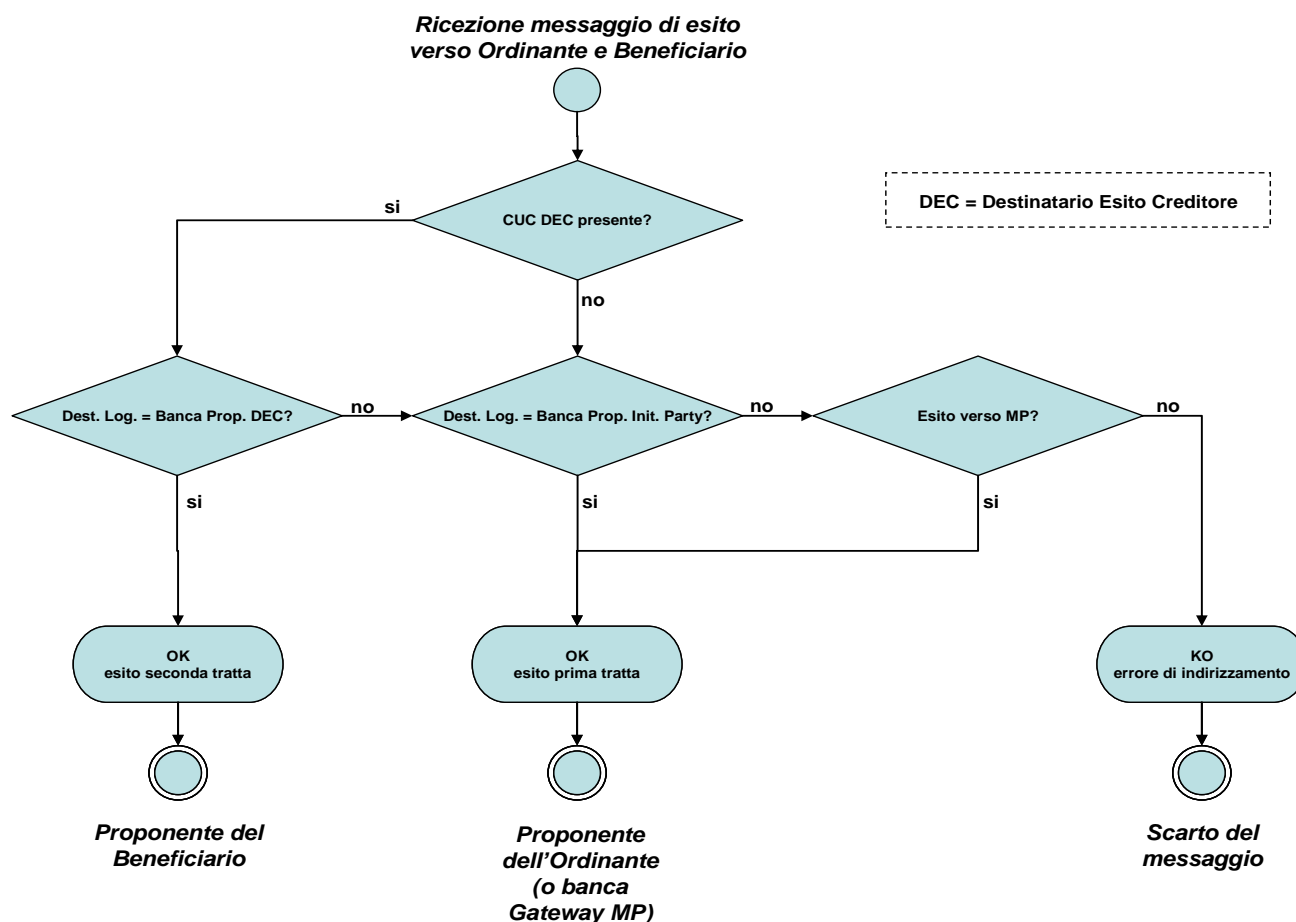 Ricezione messaggio di esito
verso Ordinante e Beneficiario
si
CUC DEC presente?
DEC = Destinatario Esito Creditore
no
Dest. Log. = Banca Prop. DEC?
no
Dest. Log. = Banca Prop. Init. Party?
no
Esito verso MP?
no
si
si
si
OK
esito seconda tratta
OK
esito prima tratta
KO
errore di indirizzamento
Proponente del
Beneficiario
Proponente
dell'Ordinante
(o banca
Gateway MP)
Scarto del
messaggio